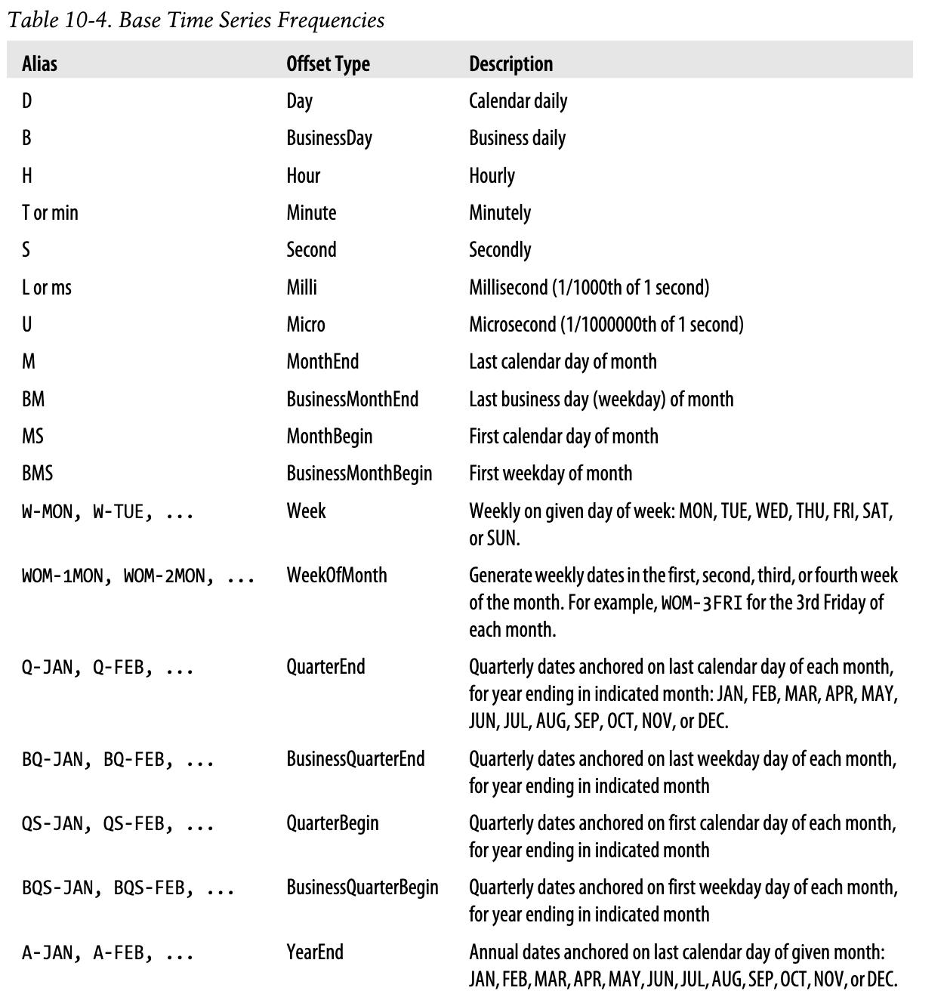 Table 10-4. Base Time Series Frequencies
Alias Offset Type Description
D Day Calendar daily
B BusinessDay Business daily
H Hour Hourly
T or min Minute Minutely
S Second Secondly
L or ms Milli Millisecond (1/1000th of 1 second)
U Micro Microsecond (1/1000000th of 1 second)
M MonthEnd Last calendar day of month
BM BusinessMonthEnd Last business day (weekday) of month
MS MonthBegin First calendar day of month
BMS BusinessMonthBegin First weekday of month
W-MON, W-TUE, ... Week Weekly on given day of week: MON, TUE, WED, THU, FRI, SAT,
or SUN.
WOM-1MON, WOM-2MON, ... WeekOfMonth Generate weekly dates in the first, second, third, or fourth week
of the month. For example, WOM-3FRI for the 3rd Friday of
each month.
Q-JAN, Q-FEB, ... QuarterEnd Quarterly dates anchored on last calendar day of each month,
for year ending in indicated month: JAN, FEB, MAR, APR, MAY,
JUN, JUL, AUG, SEP, OCT, NOV, or DEC.
BQ-JAN, BQ-FEB, ... BusinessQuarterEnd Quarterly dates anchored on last weekday day of each month,
for year ending in indicated month
QS-JAN, QS-FEB, ... QuarterBegin Quarterly dates anchored on first calendar day of each month,
for year ending in indicated month
BQS-JAN, BQS-FEB, ... BusinessQuarterBegin Quarterly dates anchored on first weekday day of each month,
for year ending in indicated month
A-JAN, A-FEB, ... YearEnd Annual dates anchored on last calendar day of given month:
JAN, FEB, MAR, APR, MAY, JUN, JUL, AUG, SEP, OCT, NOV, or DEC.